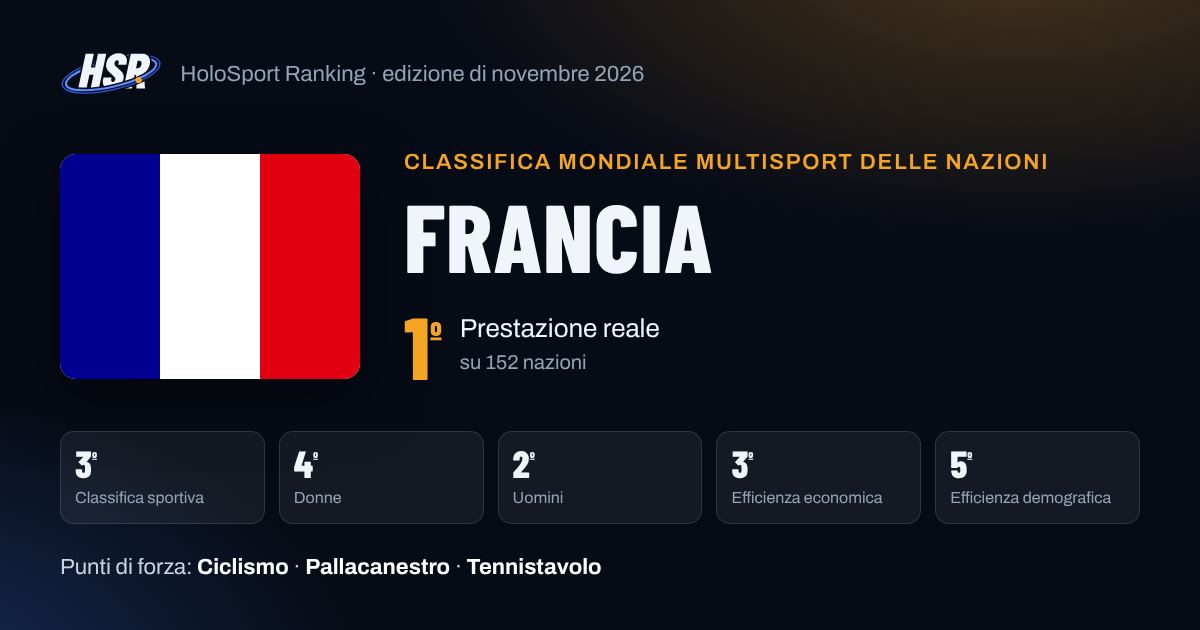 HSR
HoloSport Ranking · edizione di novembre 2026
CLASSIFICA MONDIALE MULTISPORT DELLE NAZIONI
FRANCIA
1º
Prestazione reale
su 152 nazioni
3º
Classifica sportiva
4º
Donne
2º
Uomini
3º
Efficienza economica
5º
Efficienza demografica
Punti di forza: Ciclismo · Pallacanestro · Tennistavolo